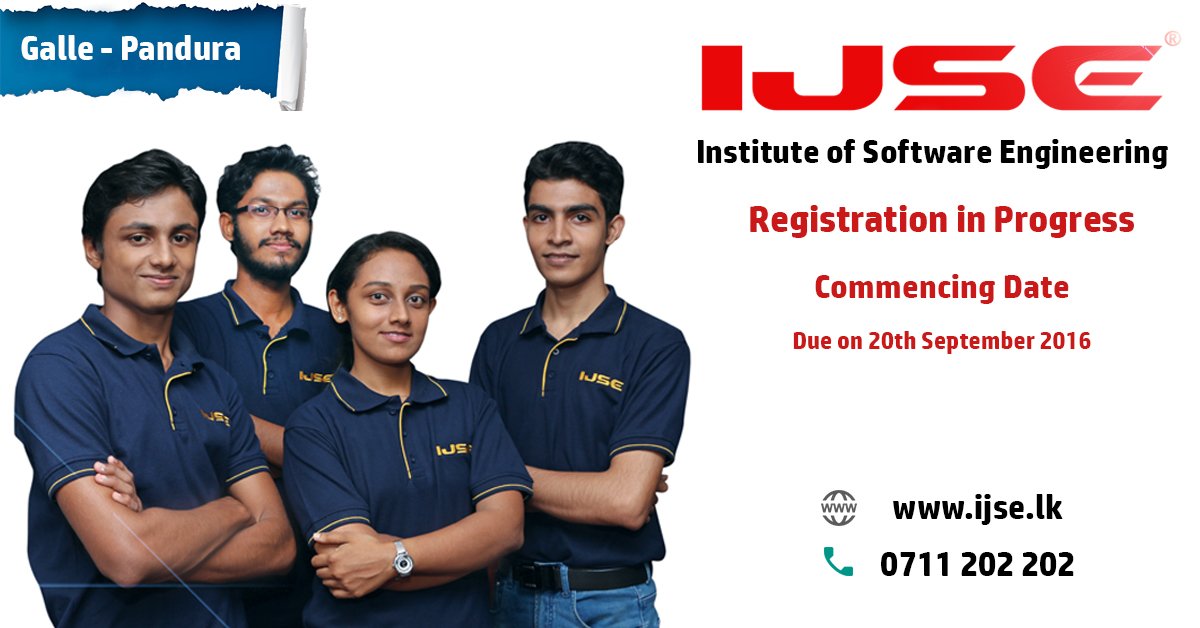 Galle - Pandura
IJSE®
Institute of Software Engineering
Registration in Progress
Commencing Date
Due on 20th September 2016
IJSE
IJSE
IJSE
IJSE
www
www.ijse.lk
0711 202 202